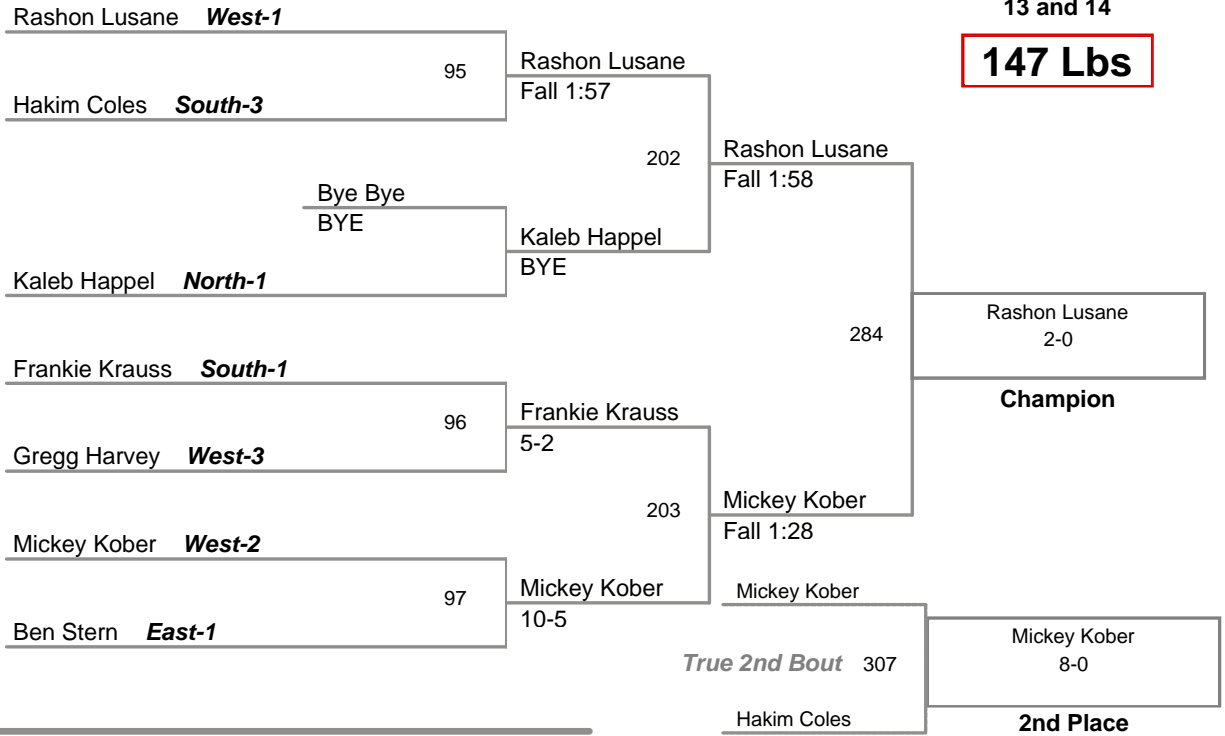 13 and 14
147 Lbs
Rashon Lusane West-1
95
Hakim Coles South-3
Rashon Lusane
Fall 1:57
Bye Bye
BYE
Kaleb Happel North-1
Kaleb Happel
BYE
202
Rashon Lusane
Fall 1:58
Frankie Krauss South-1
96
Gregg Harvey West-3
Frankie Krauss
5-2
Mickey Kober West-2
97
Ben Stern East-1
Mickey Kober
10-5
203
Mickey Kober
Fall 1:28
284
Rashon Lusane
2-0
Champion
Mickey Kober
True 2nd Bout 307
Hakim Coles
Mickey Kober
8-0
2nd Place